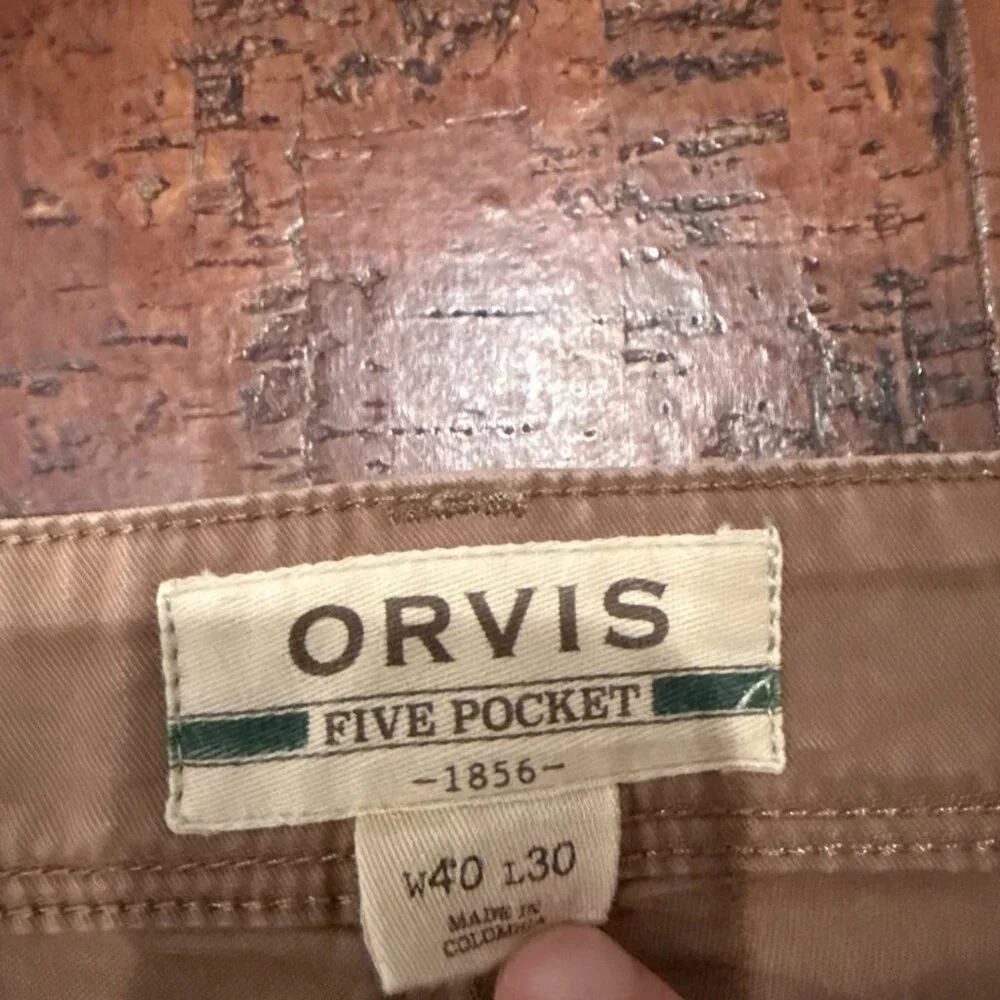 ORVIS
FIVE POCKET
-1856-
W40 L30
MADE IN
COLOMBIA